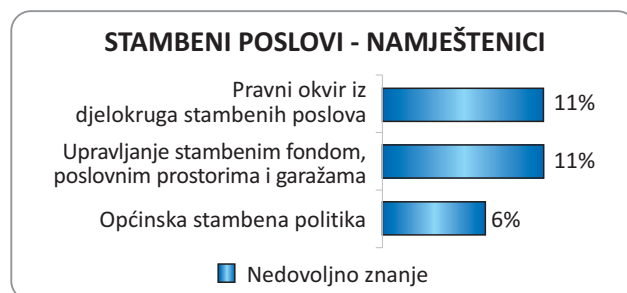 STAMBENI POSLOVI - NAMJEŠTENICI
Pravni okvir iz
djelokruga stambenih poslova
11%
Upravljanje stambenim fondom,
poslovnim prostorima i garažama
11%
Općinska stambena politika
6%
Nedovoljno znanje